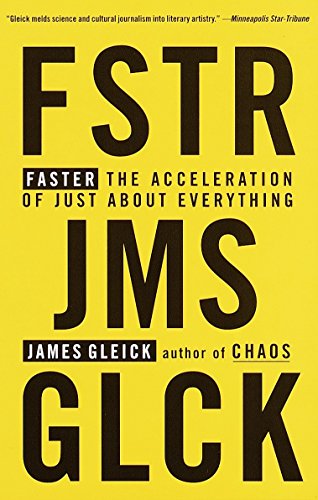 "Gleick melds science and cultural journalism into literary artistry." —Minneapolis Star-Tribune
FSTR
FASTER THE ACCELERATION
OF JUST ABOUT EVERYTHING
JMS
JAMES GLEICK author of CHAOS
GLCK